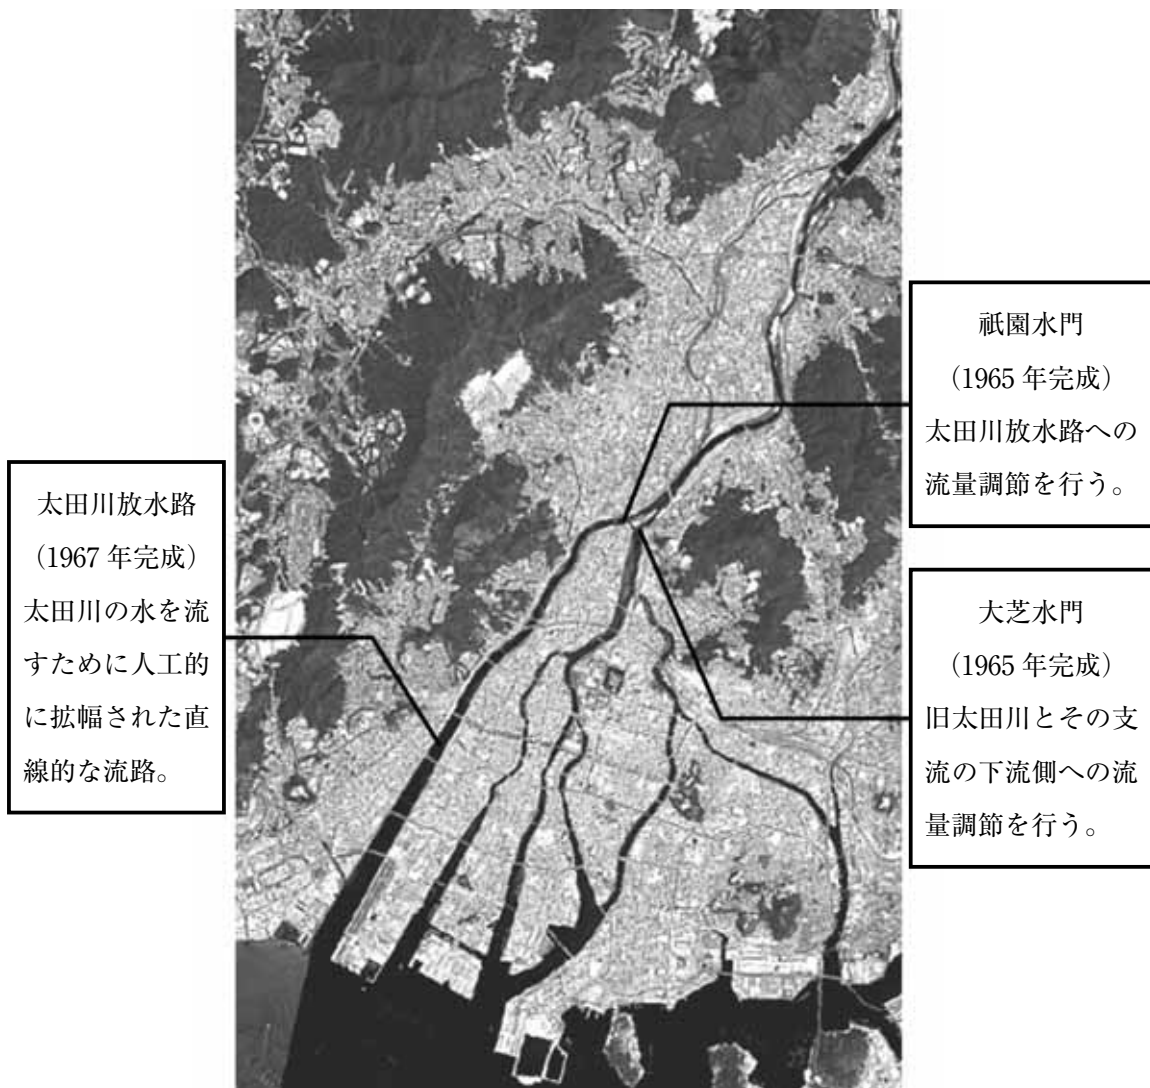 祇園水門
(1965 年完成)
太田川放水路への
流量調節を行う。
太田川放水路
(1967 年完成)
太田川の水を流
すために人工的
に拡幅された直
線的な流路。
大芝水門
(1965 年完成)
旧太田川とその支
流の下流側への流
量調節を行う。